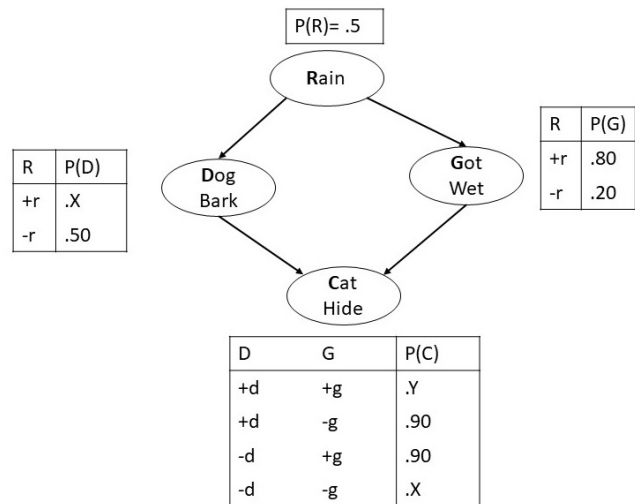 P(R)= .5
Rain
R P(D)
+r .X
-r .50
Dog
Bark
Got
Wet
R P(G)
+r .80
-r .20
Cat
Hide
D G P(C)
+d +g .Y
+d -g .90
-d +g .90
-d -g .X